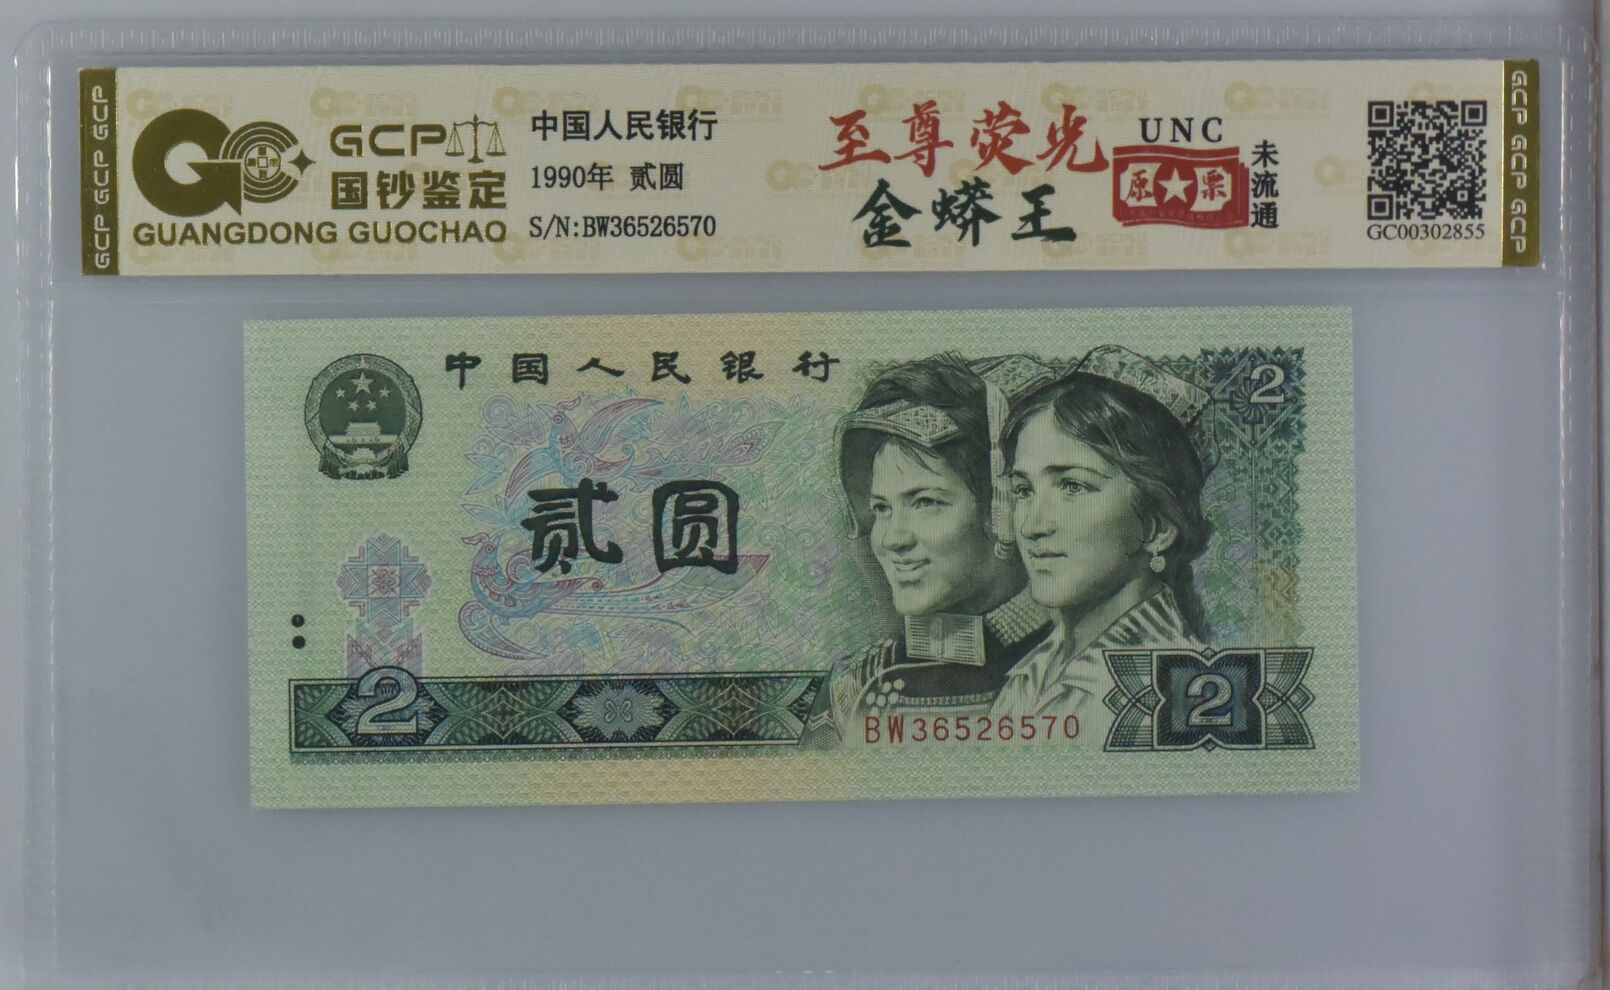 GCP GCP GCP
GCP
国钞鉴定
GUANGDONG GUOCHAO
中国人民银行
1990年 贰圆
S/N:BW36526570
至尊荧光
金蟒王
UNC
原票
未流通
GC00302855
GCP GCP GCP
中国人民银行
2
贰圆
2
BW36526570
2